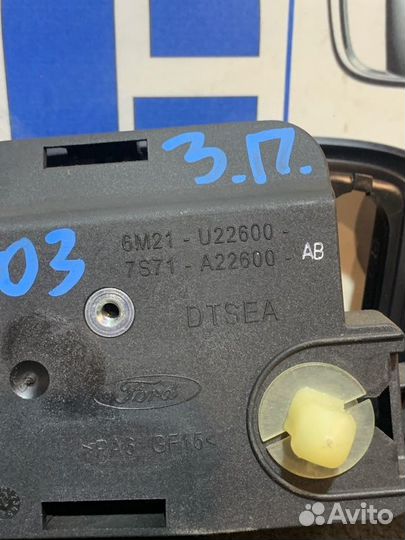 З.П.
03
6M21 - U22600 -
7S71 - A22600 - AB
DTSEA
Ford
>PA6 GF15<
Avito